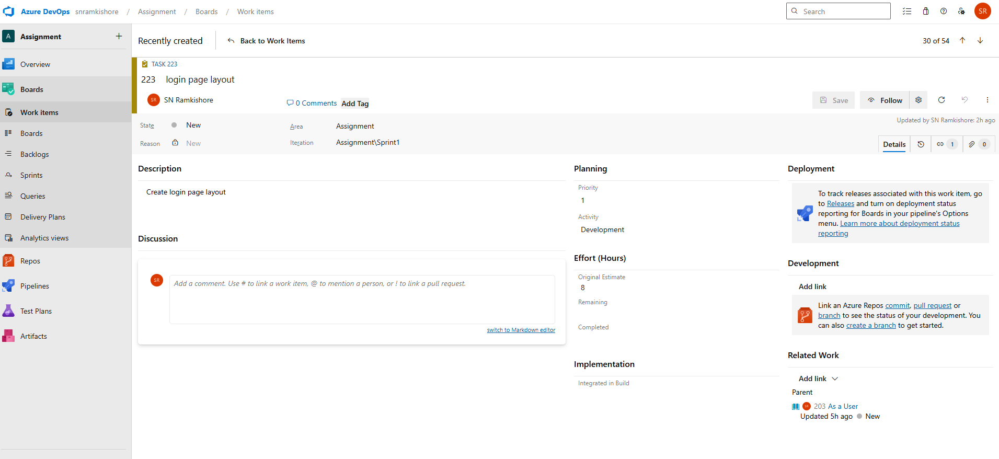 Azure DevOps snramkishore / Assignment / Boards / Work items
Search
SR
A Assignment
Overview
Boards
Work items
Boards
Backlogs
Sprints
Queries
Delivery Plans
Analytics views
Repos
Pipelines
Test Plans
Artifacts
Recently created
Back to Work Items
30 of 54
TASK 223
223 login page layout
SR SN Ramkishore
0 Comments
Add Tag
Save
Follow
State New
Reason New
Area Assignment
Iteration Assignment\Sprint1
Updated by SN Ramkishore: 2h ago
Details
1
0
Description
Create login page layout
Discussion
SR
Add a comment. Use # to link a work item, @ to mention a person, or ! to link a pull request.
switch to Markdown editor
Planning
Priority
1
Activity
Development
Effort (Hours)
Original Estimate
8
Remaining
Completed
Implementation
Integrated in Build
Deployment
To track releases associated with this work item, go
to Releases and turn on deployment status
reporting for Boards in your pipeline's Options
menu. Learn more about deployment status
reporting
Development
Add link
Link an Azure Repos commit, pull request or
branch to see the status of your development. You
can also create a branch to get started.
Related Work
Add link
Parent
SR 203 As a User
Updated 5h ago New